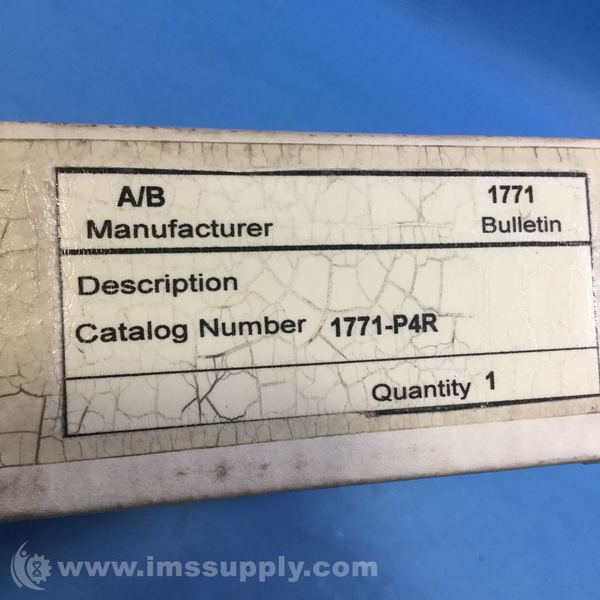 A/B 1771
Manufacturer Bulletin
Description
Catalog Number 1771-P4R
Quantity 1
www.imssupply.com